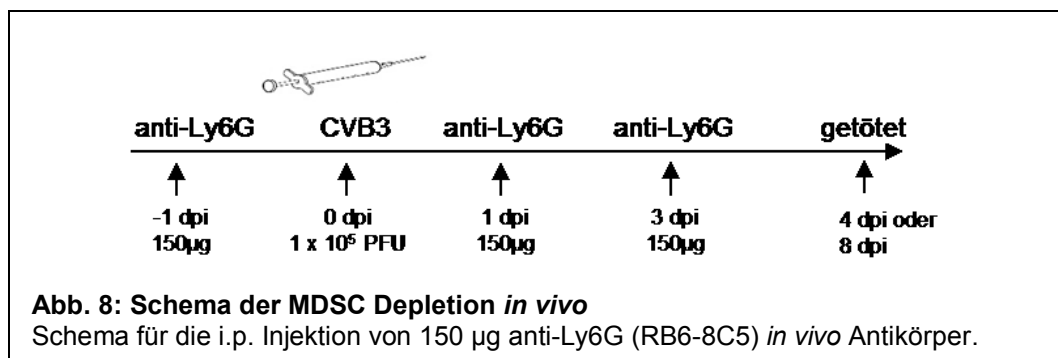 anti-Ly6G CVB3 anti-Ly6G anti-Ly6G getötet
-1 dpi 0 dpi 1 dpi 3 dpi 4 dpi oder
150µg 1 x 10⁵ PFU 150µg 150µg 8 dpi
Abb. 8: Schema der MDSC Depletion in vivo
Schema für die i.p. Injektion von 150 µg anti-Ly6G (RB6-8C5) in vivo Antikörper.